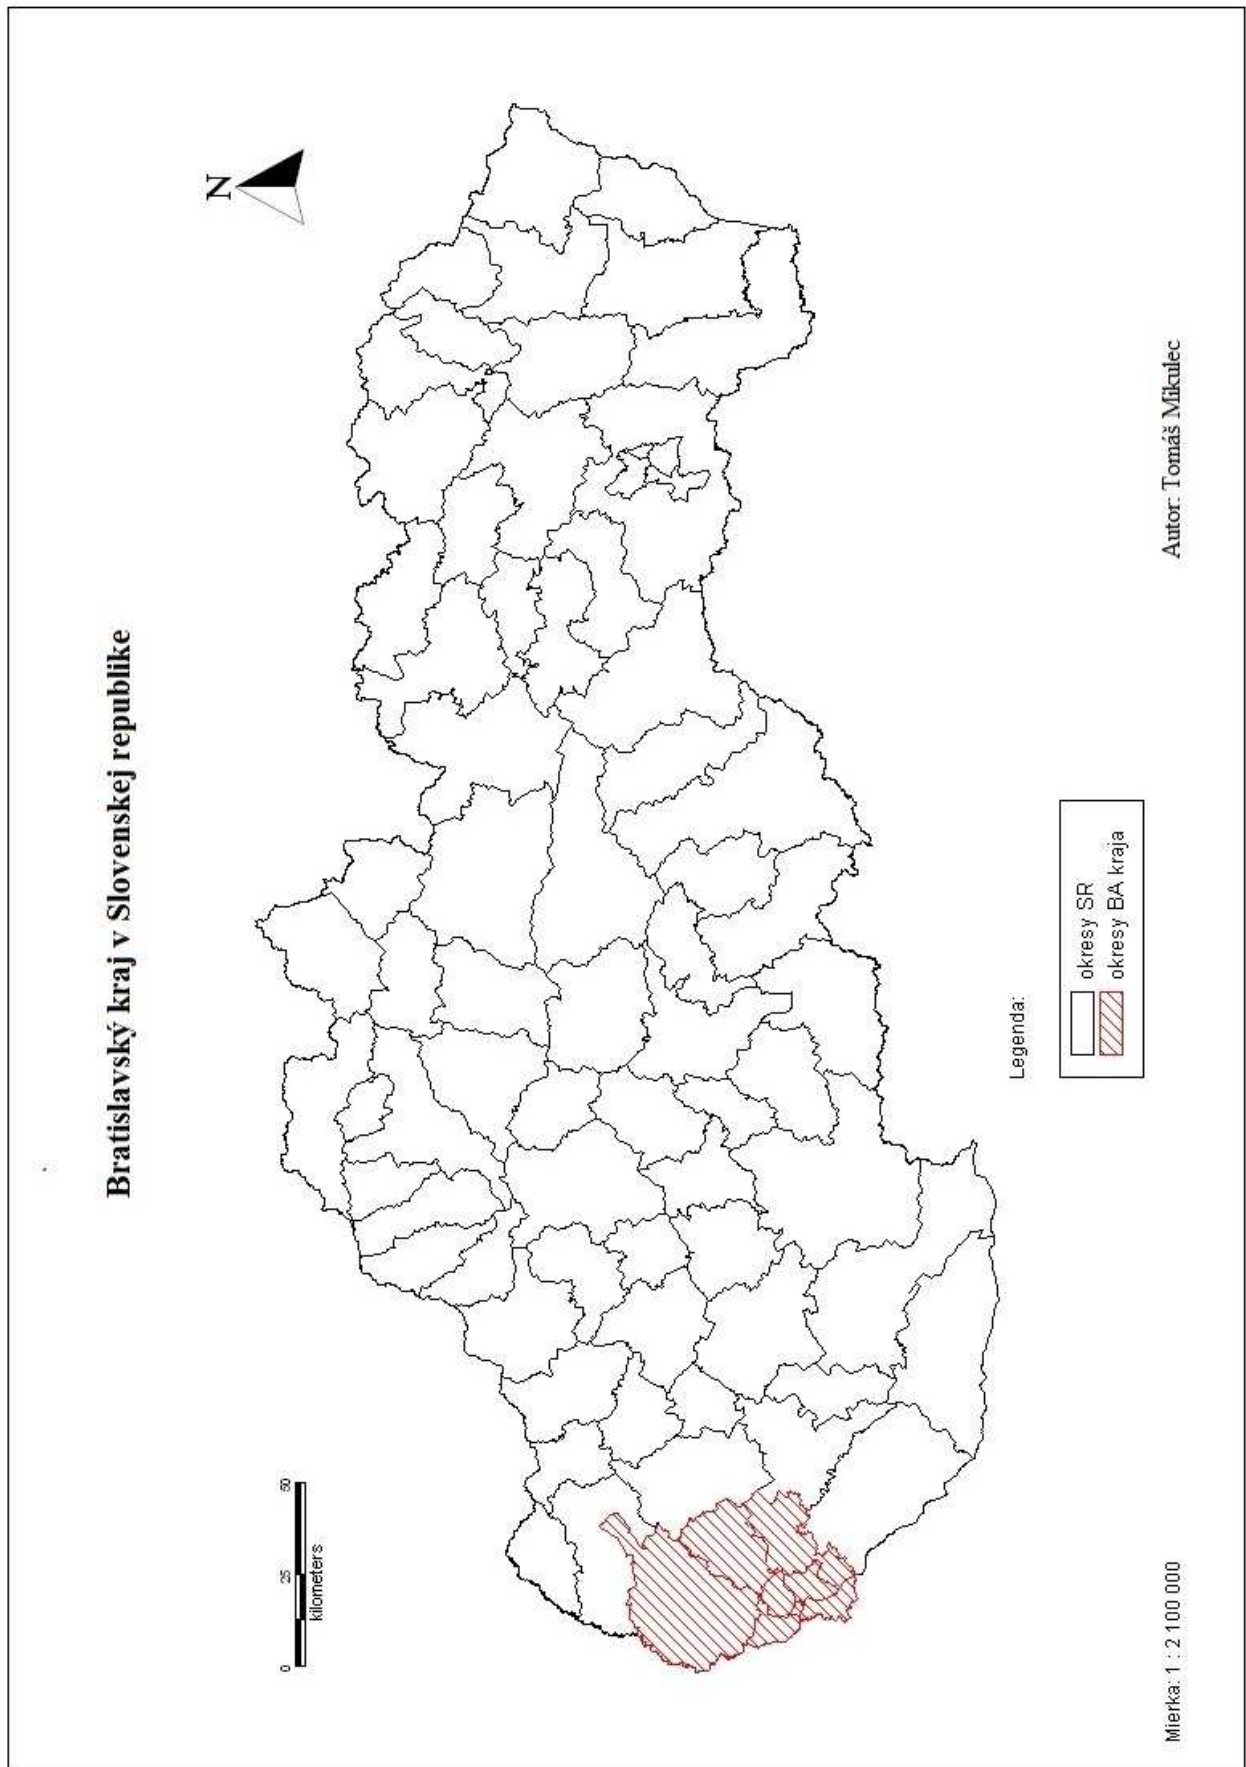 Bratislavský kraj v Slovenskej republike
N
0 25 50
kilometers
Legenda:
okresy SR
okresy BA kraja
Mierka: 1 : 2 100 000
Autor: Tomáš Mikulec